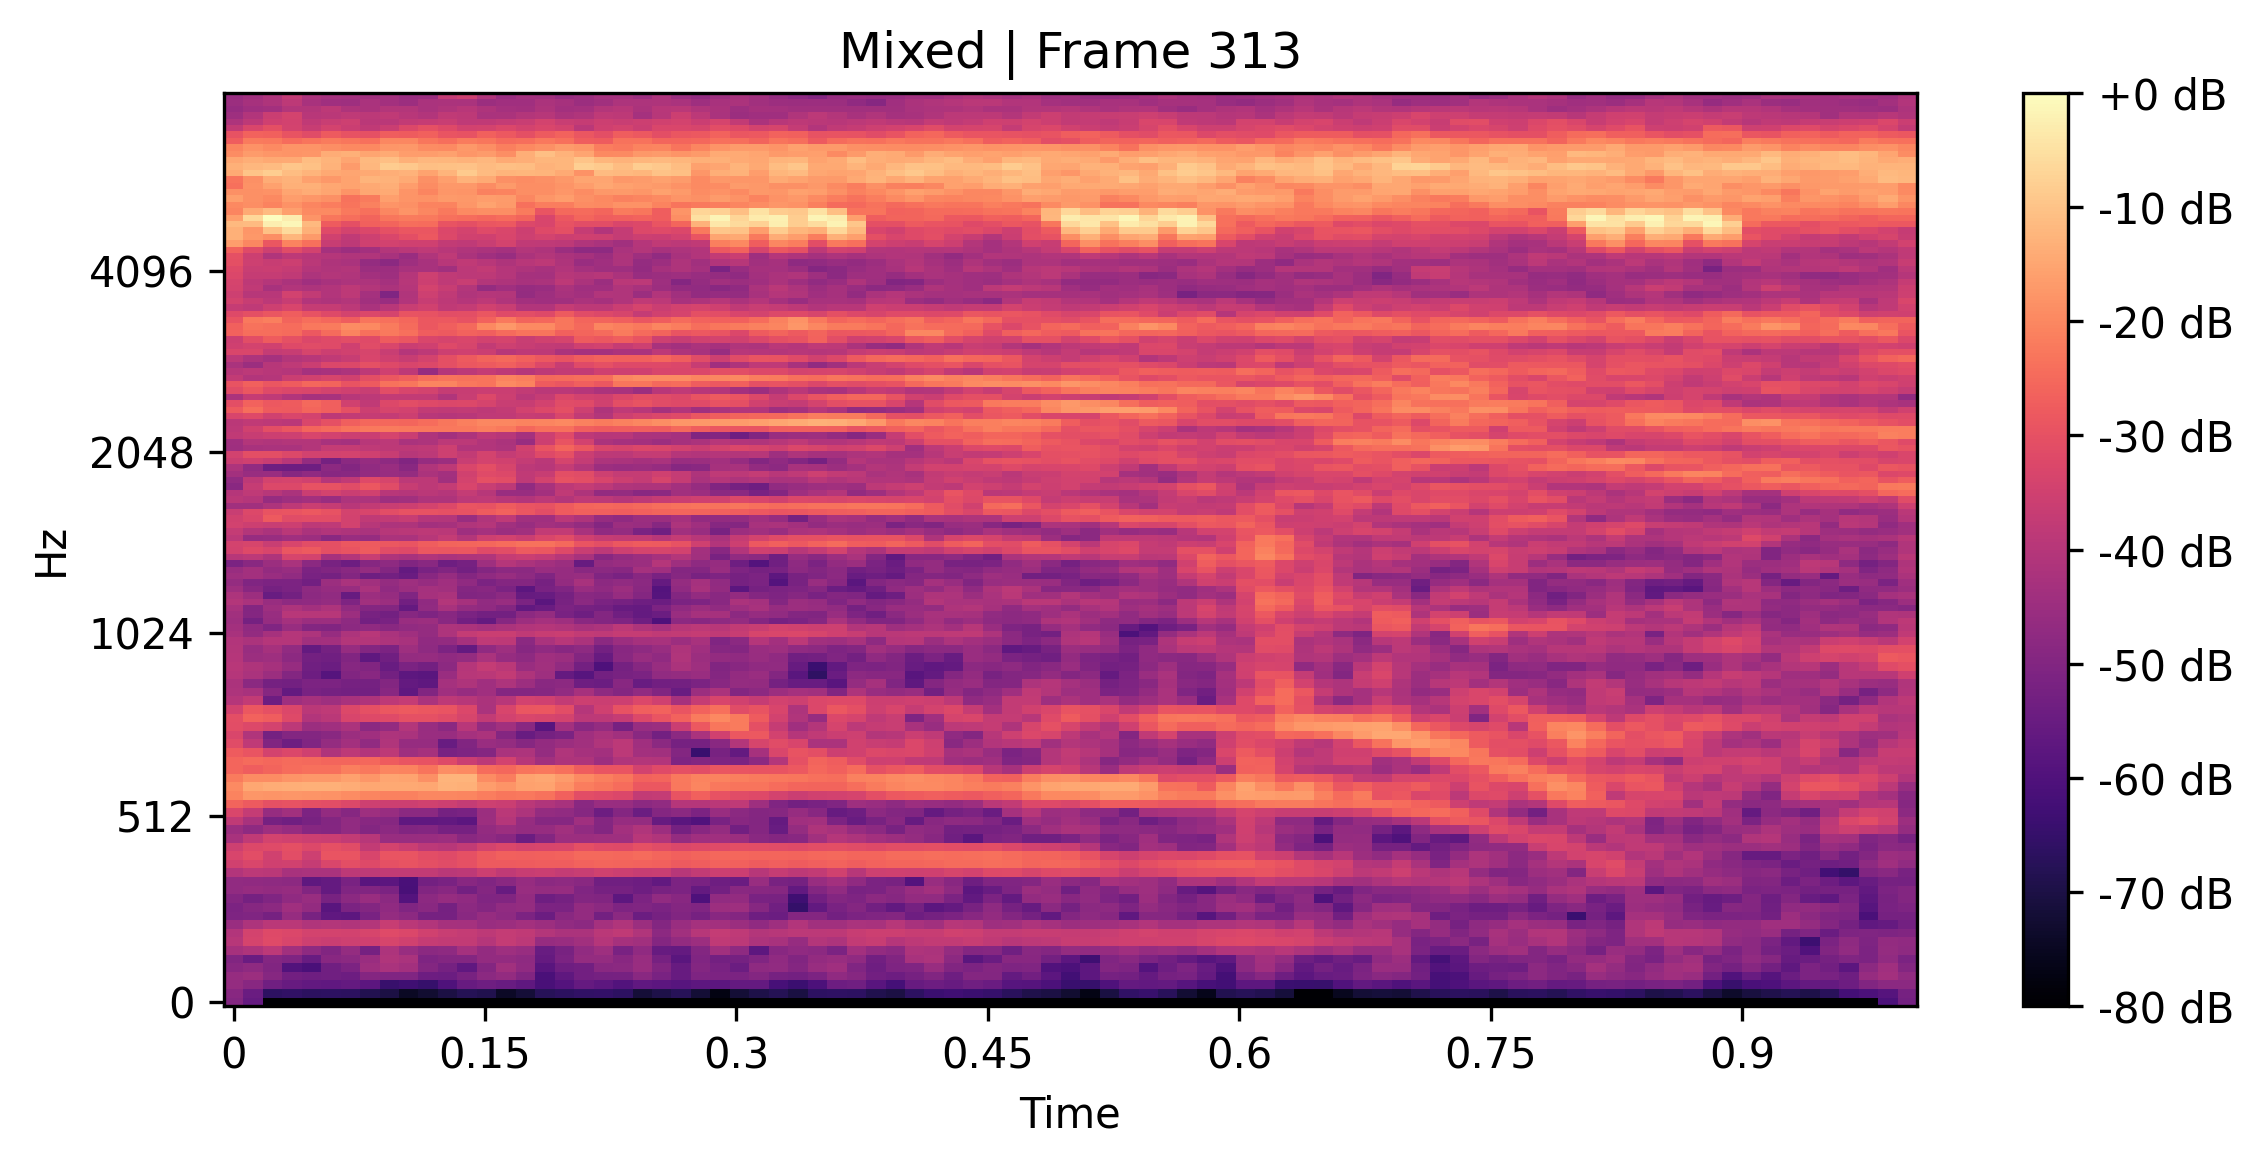 Mixed | Frame 313
+0 dB
-10 dB
-20 dB
-30 dB
-40 dB
-50 dB
-60 dB
-70 dB
-80 dB
Hz
4096
2048
1024
512
0
0 0.15 0.3 0.45 0.6 0.75 0.9
Time